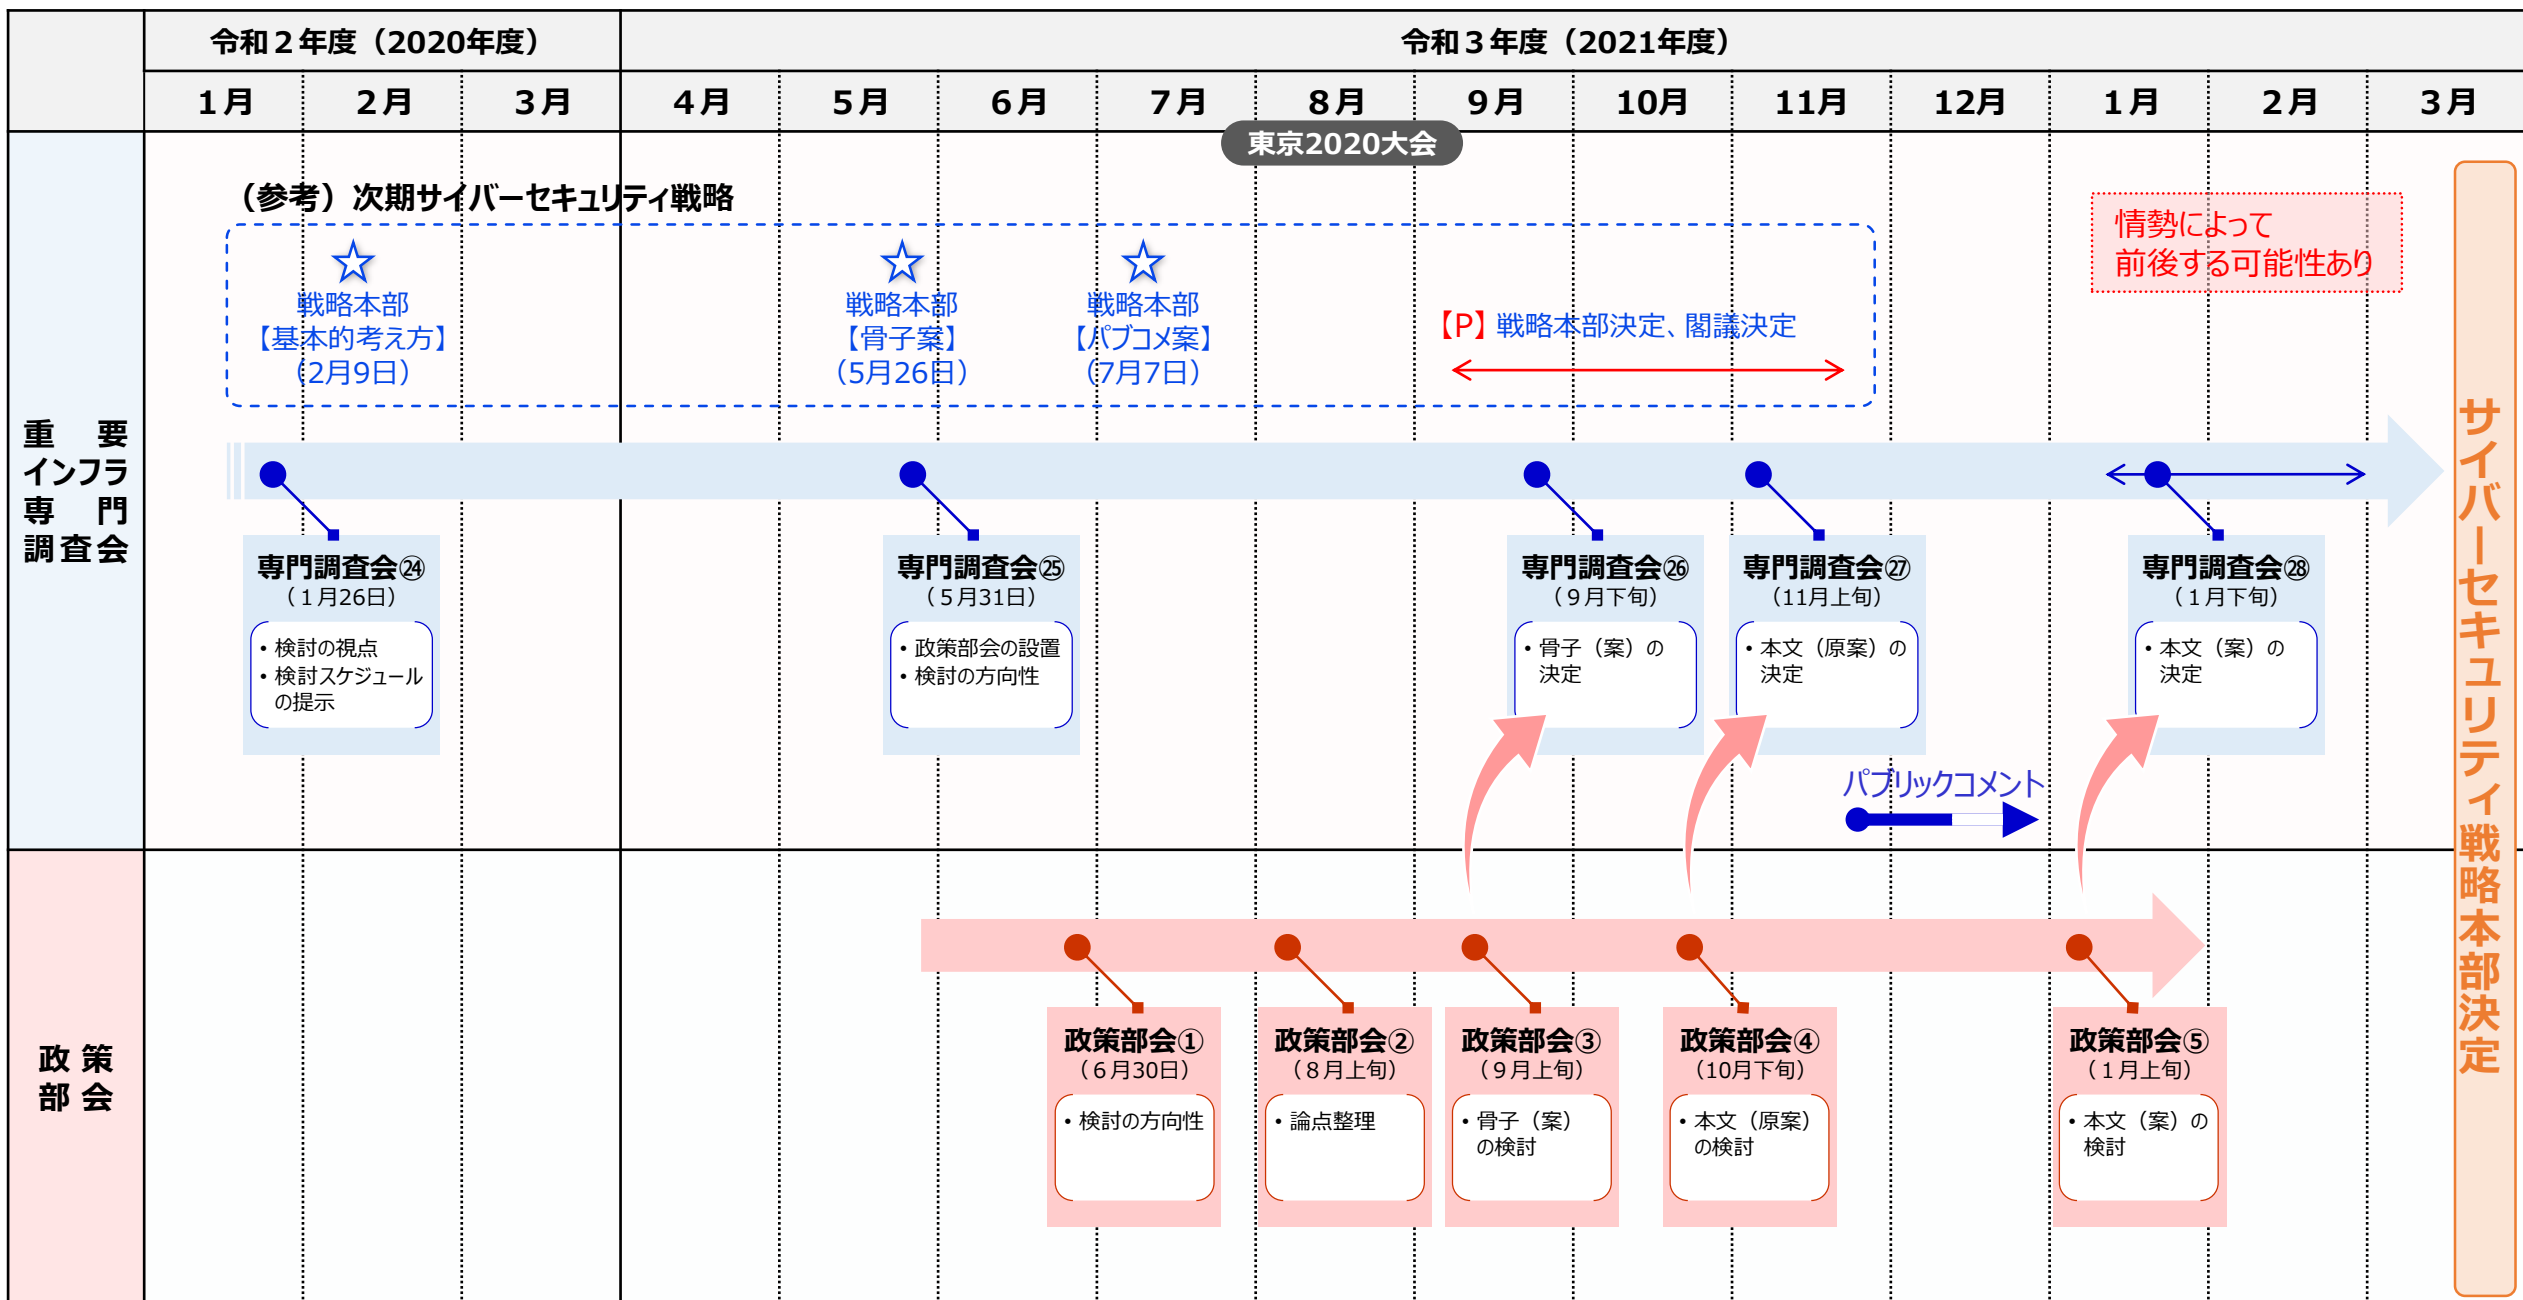 令和２年度（2020年度）
令和３年度（2021年度）
１月 ２月 ３月 ４月 ５月 ６月 ７月 ８月 ９月 10月 11月 12月 １月 ２月 ３月
東京2020大会
重要
インフラ
専門
調査会
（参考）次期サイバーセキュリティ戦略
戦略本部
【基本的考え方】
（2月9日）
戦略本部
【骨子案】
（5月26日）
戦略本部
【パブコメ案】
（7月7日）
【P】戦略本部決定、閣議決定
情勢によって
前後する可能性あり
専門調査会㉔
（１月26日）
・検討の視点
・検討スケジュール
の提示
専門調査会㉕
（５月31日）
・政策部会の設置
・検討の方向性
専門調査会㉖
（９月下旬）
・骨子（案）の
決定
専門調査会㉗
（11月上旬）
・本文（原案）の
決定
専門調査会㉘
（１月下旬）
・本文（案）の
決定
パブリックコメント
サイバーセキュリティ戦略本部決定
政策
部会
政策部会①
（６月30日）
・検討の方向性
政策部会②
（８月上旬）
・論点整理
政策部会③
（９月上旬）
・骨子（案）
の検討
政策部会④
（10月下旬）
・本文（原案）
の検討
政策部会⑤
（１月上旬）
・本文（案）の
検討